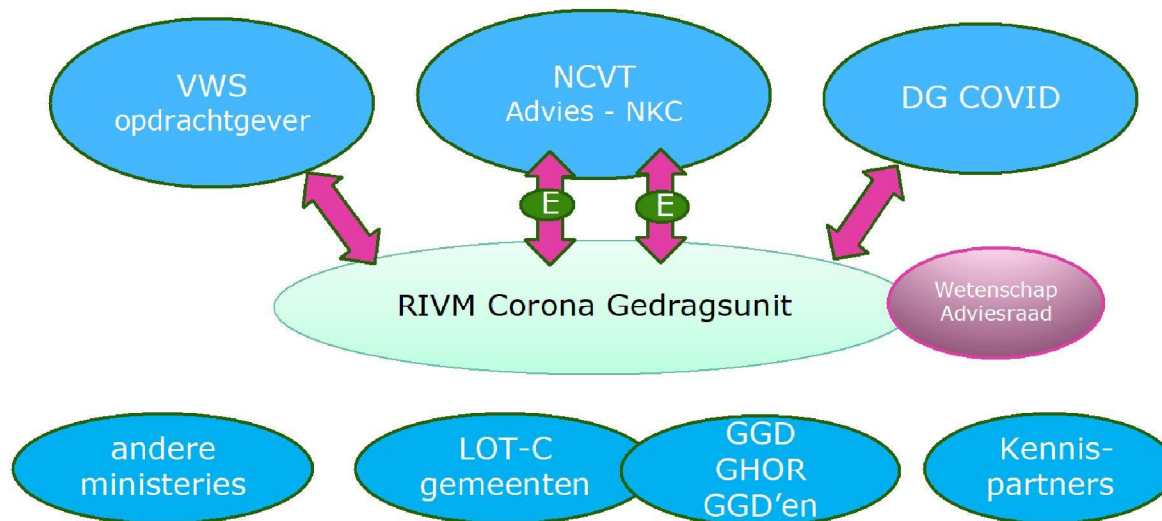 VWS
opdrachtgever
NCVT
Advies - NKC
DG COVID
E
E
RIVM Corona Gedragsunit
Wetenschap
Adviesraad
andere
ministeries
LOT-C
gemeenten
GGD
GHOR
GGD'en
Kennis-
partners